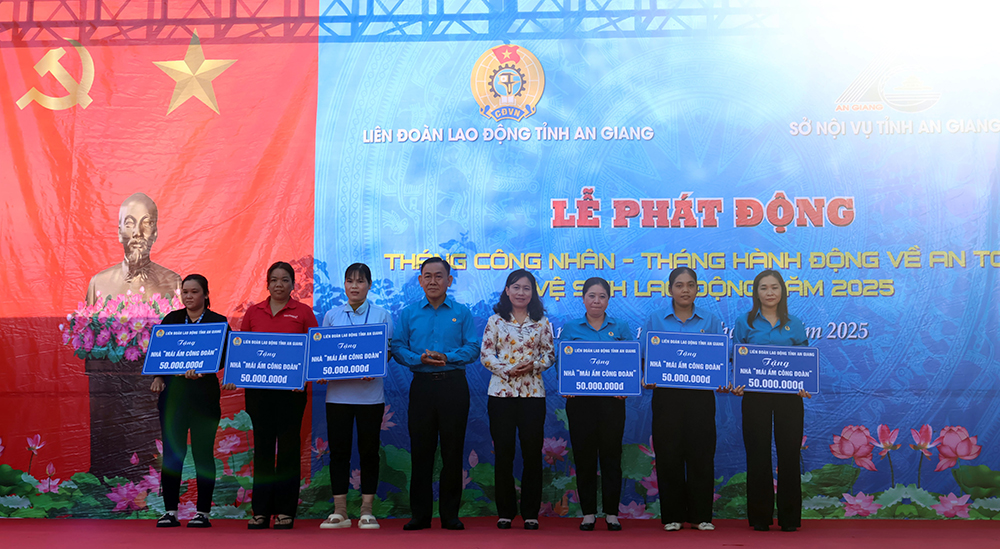 CĐVN
LIÊN ĐOÀN LAO ĐỘNG TỈNH AN GIANG
AN GIANG
SỞ NỘI VỤ TỈNH AN GIANG
LỄ PHÁT ĐỘNG
THÁNG CÔNG NHÂN - THÁNG HÀNH ĐỘNG VỀ AN TO
VỆ SINH LAO ĐỘNG NĂM 2025
An
năm 2025
LIÊN ĐOÀN LAO ĐỘNG TỈNH AN GIANG
Tặng
NHÀ "MÁI ẤM CÔNG ĐOÀN"
50.000.000đ
LIÊN ĐOÀN LAO ĐỘNG TỈNH AN GIANG
Tặng
NHÀ "MÁI ẤM CÔNG ĐOÀN"
50.000.000đ
LIÊN ĐOÀN LAO ĐỘNG TỈNH AN GIANG
Tặng
NHÀ "MÁI ẤM CÔNG ĐOÀN"
50.000.000đ
LIÊN ĐOÀN LAO ĐỘNG TỈNH AN GIANG
Tặng
NHÀ "MÁI ẤM CÔNG ĐOÀN"
50.000.000đ
LIÊN ĐOÀN LAO ĐỘNG TỈNH AN GIANG
Tặng
NHÀ "MÁI ẤM CÔNG ĐOÀN"
50.000.000đ
LIÊN ĐOÀN LAO ĐỘNG TỈNH AN GIANG
Tặng
NHÀ "MÁI ẤM CÔNG ĐOÀN"
50.000.000đ